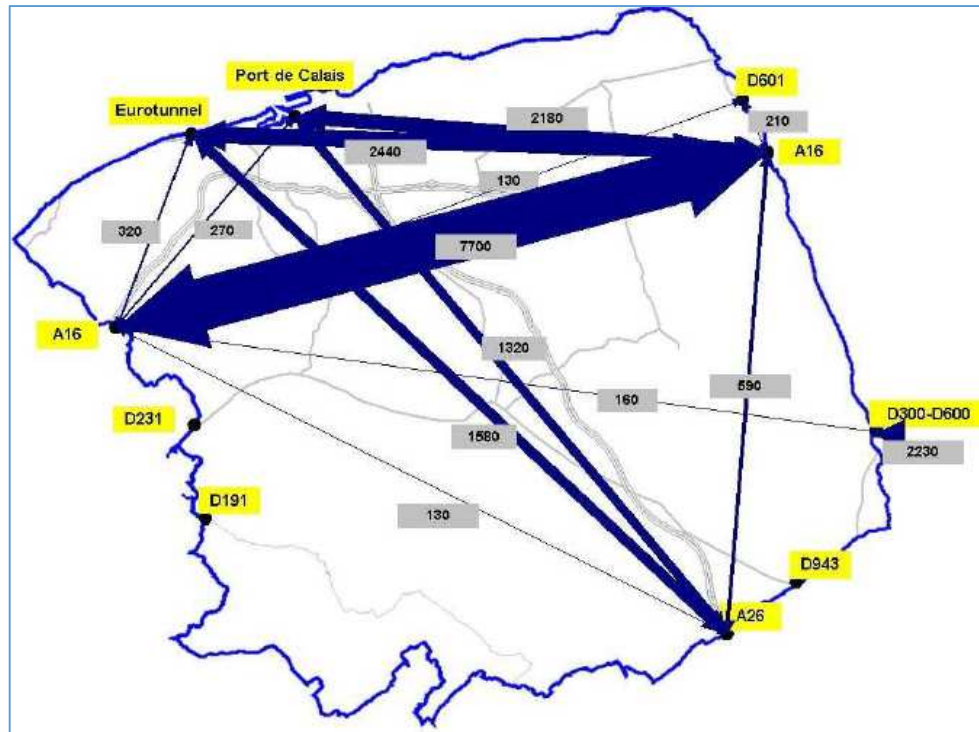 Port de Calais
D601
Eurotunnel
2180
210
2440
A16
130
320
270
7700
A16
1320
590
160
D300-D600
D231
1580
2230
D191
130
D943
A26